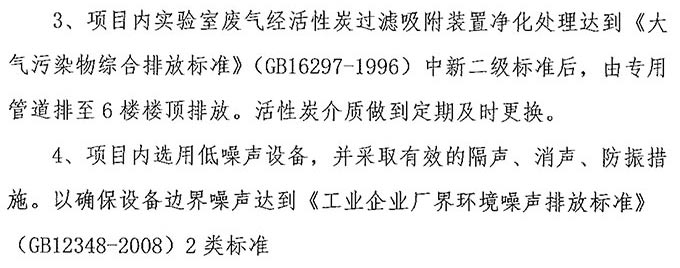 3、项目内实验室废气经活性炭过滤吸附装置净化处理达到《大
气污染物综合排放标准》（GB16297-1996）中新二级标准后，由专用
管道排至 6 楼楼顶排放。活性炭介质做到定期及时更换。
4、项目内选用低噪声设备，并采取有效的隔声、消声、防振措
施。以确保设备边界噪声达到《工业企业厂界环境噪声排放标准》
（GB12348-2008）2 类标准